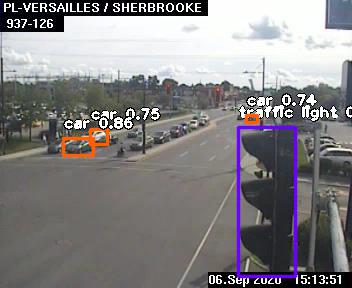 PL-VERSAILLES / SHERBROOKE
937-126
car 0.75
car 0.86
car 0.74
traffic light 0
06.Sep 2020 15:13:51